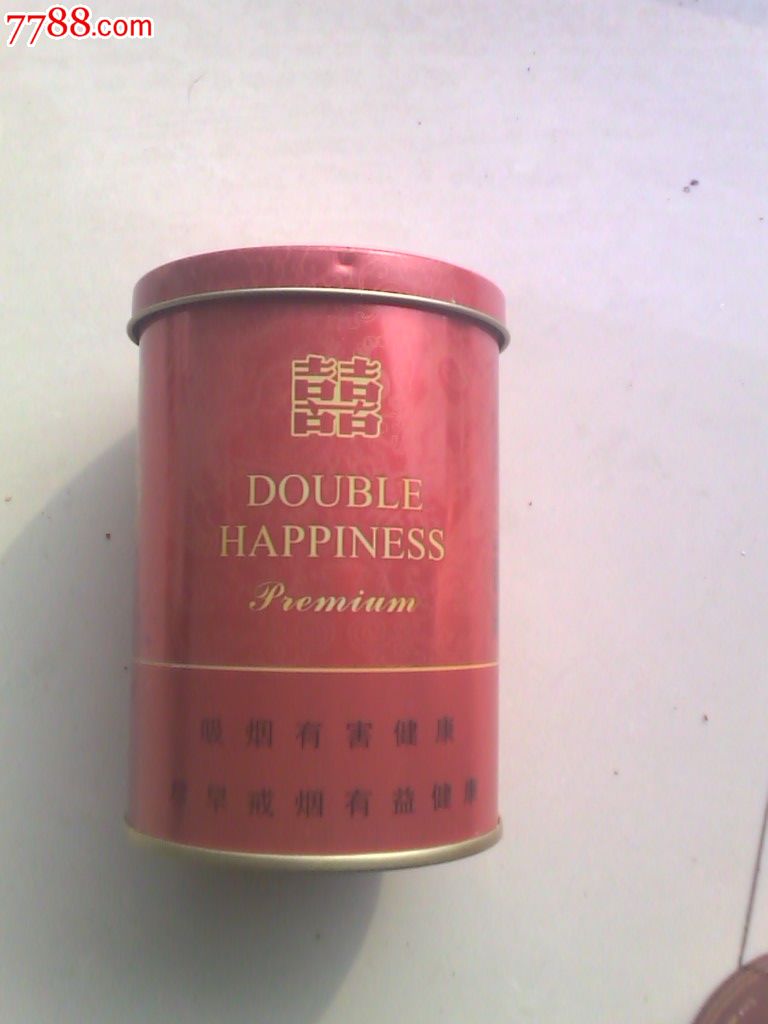 7788.com
囍
DOUBLE
HAPPINESS
Premium
吸烟有害健康
尽早戒烟有益健康